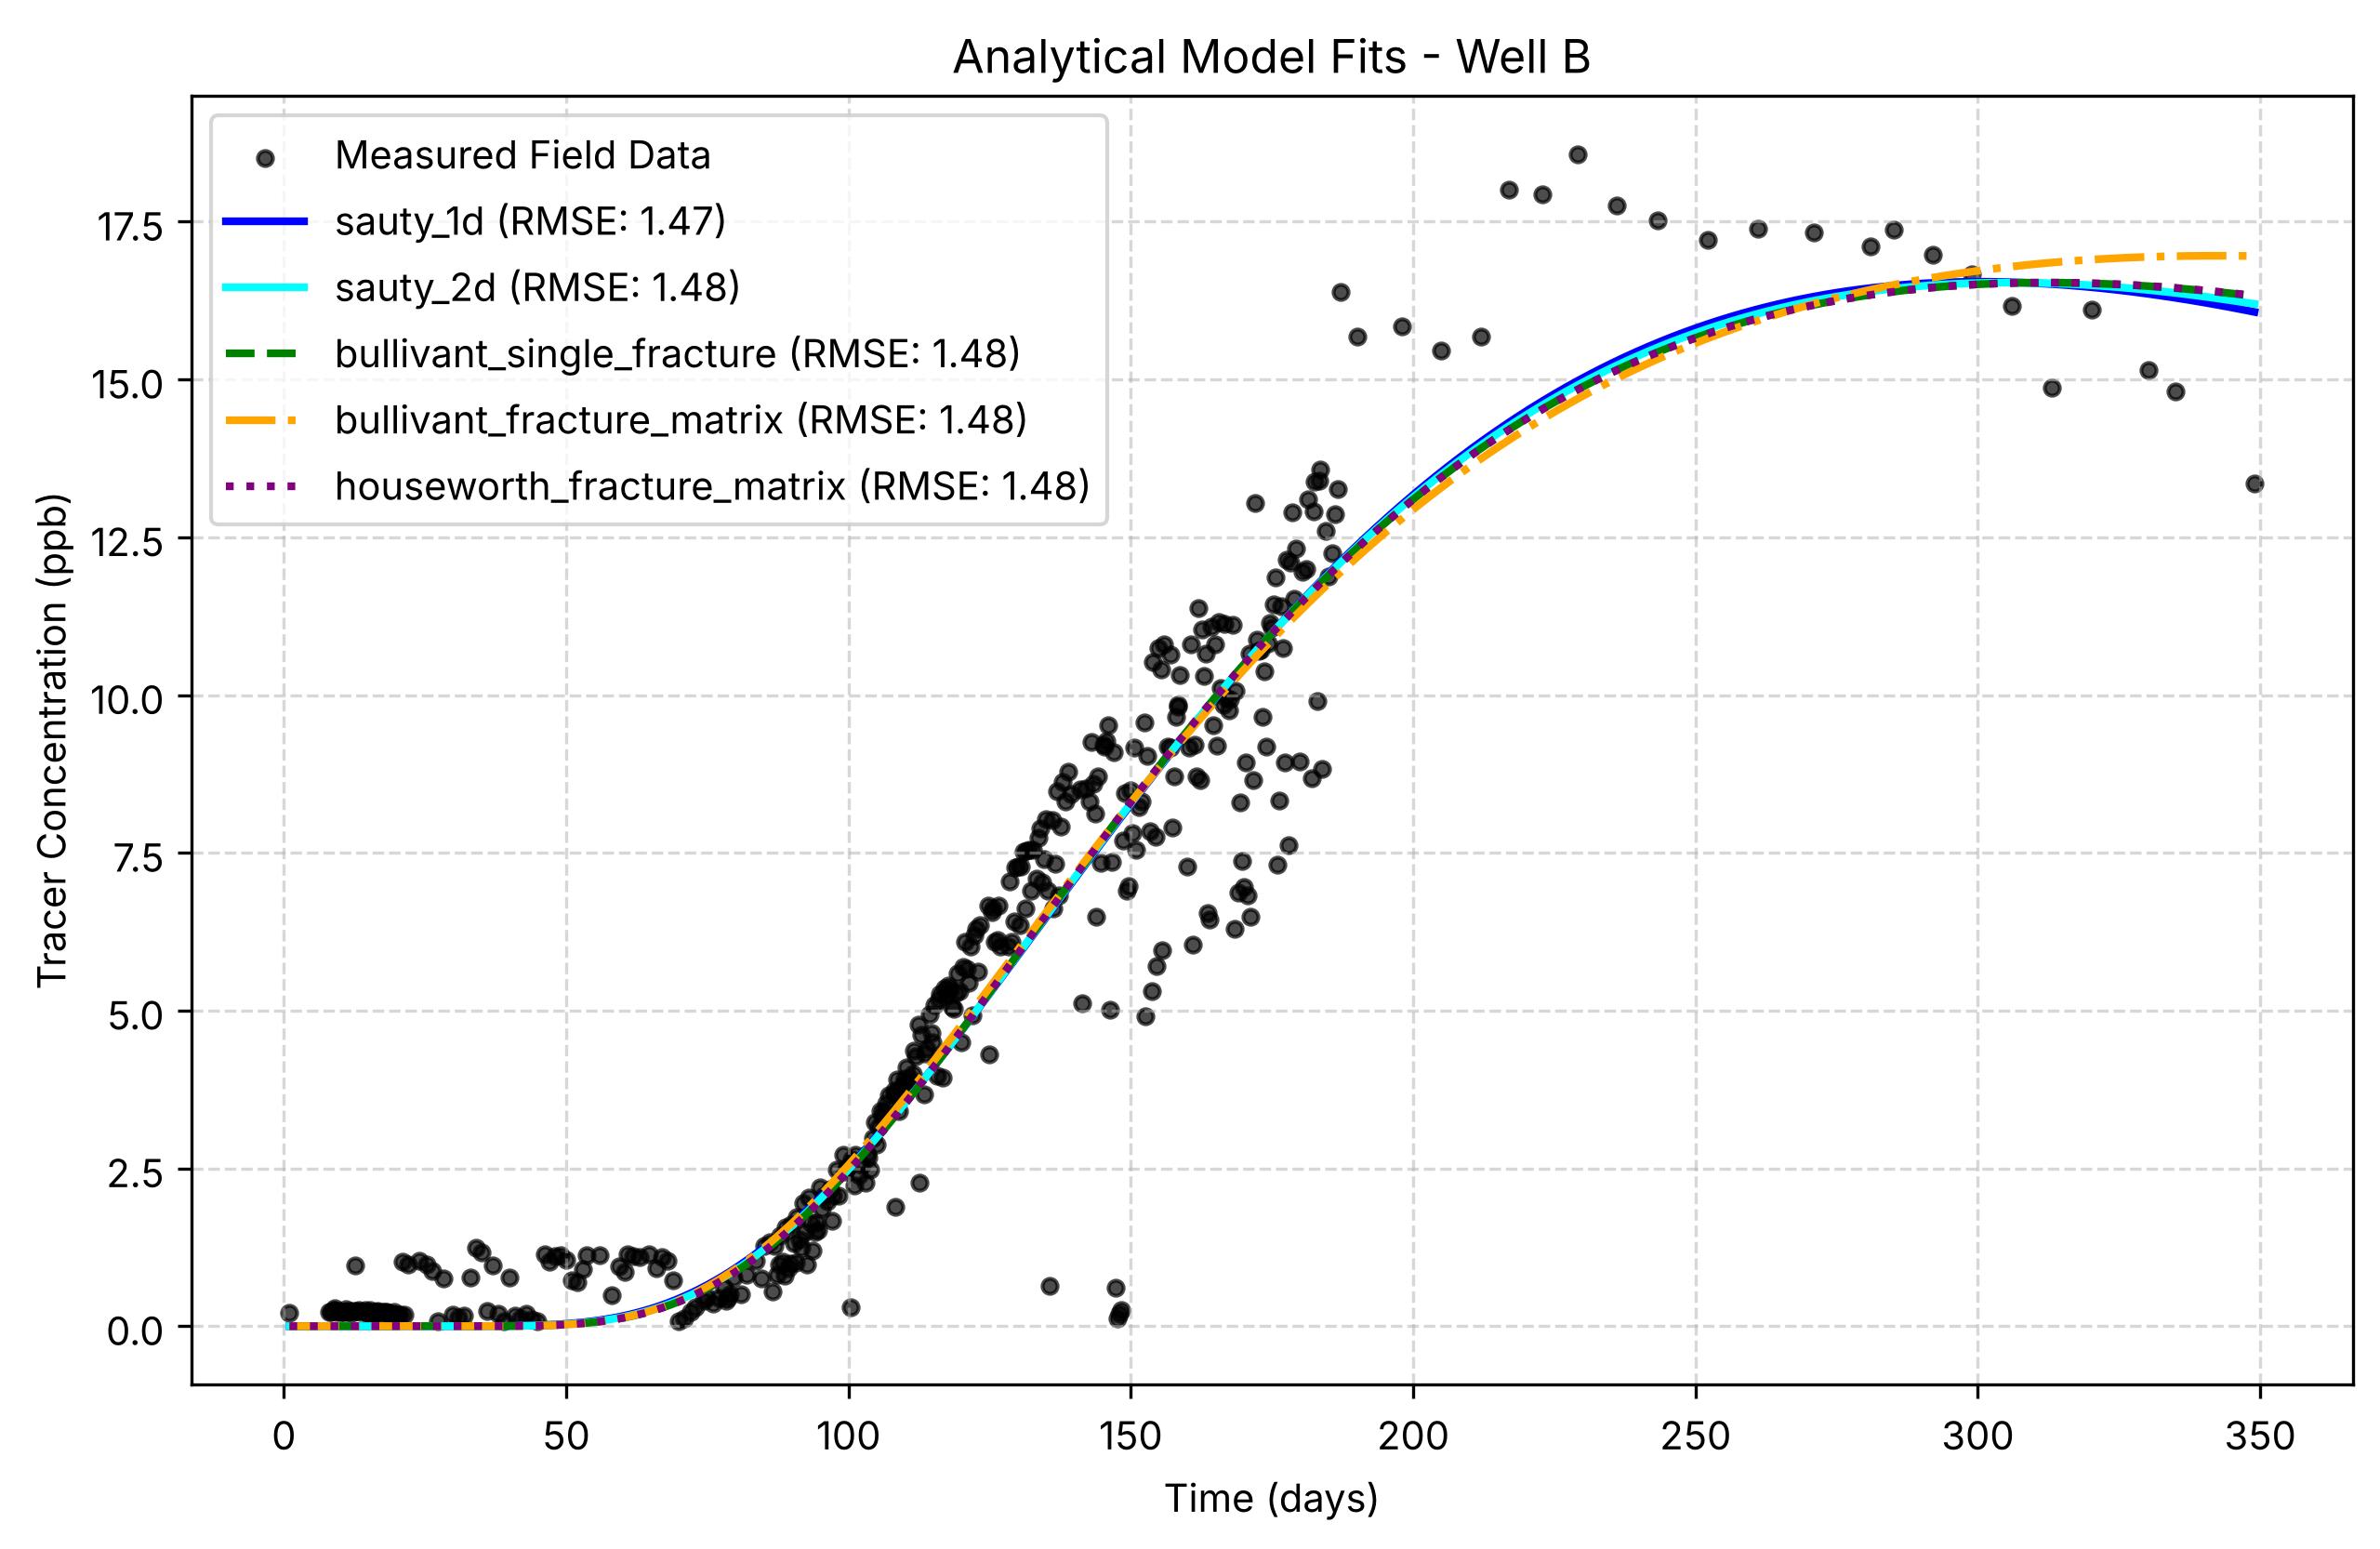 Analytical Model Fits - Well B
Measured Field Data
sauty_1d (RMSE: 1.47)
sauty_2d (RMSE: 1.48)
bullivant_single_fracture (RMSE: 1.48)
bullivant_fracture_matrix (RMSE: 1.48)
houseworth_fracture_matrix (RMSE: 1.48)
Tracer Concentration (ppb)
17.5
15.0
12.5
10.0
7.5
5.0
2.5
0.0
0 50 100 150 200 250 300 350
Time (days)